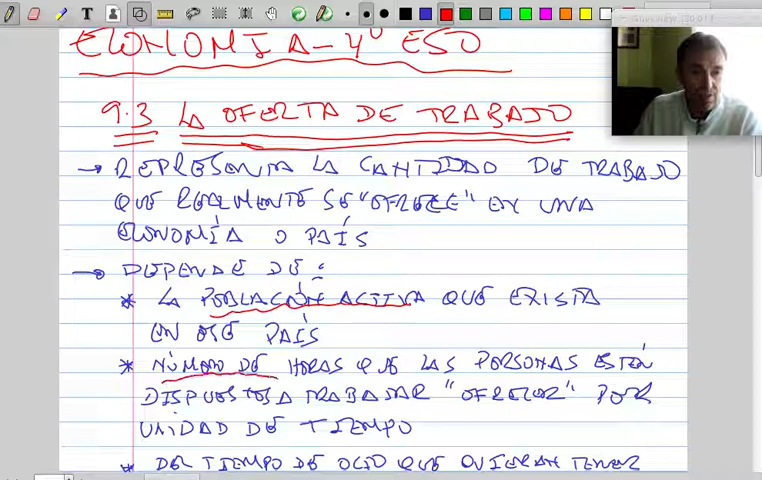 ECONOMIA - 4º ESO
9.3 LA OFERTA DE TRABAJO
→ REPRESENTA LA CANTIDAD DE TRABAJO
QUE REALMENTE SE "OFRECE" EN UNA
ECONOMÍA O PAÍS
→ DEPENDE DE :
* LA POBLACIÓN ACTIVA QUE EXISTA
EN ESE PAÍS
* NÚMERO DE HORAS QUE LAS PERSONAS ESTÉN
DISPUESTOS A TRABAJAR "OFRECER" POR
UNIDAD DE TIEMPO
* DEL TIEMPO DE OCIO QUE QUIERAN TENER